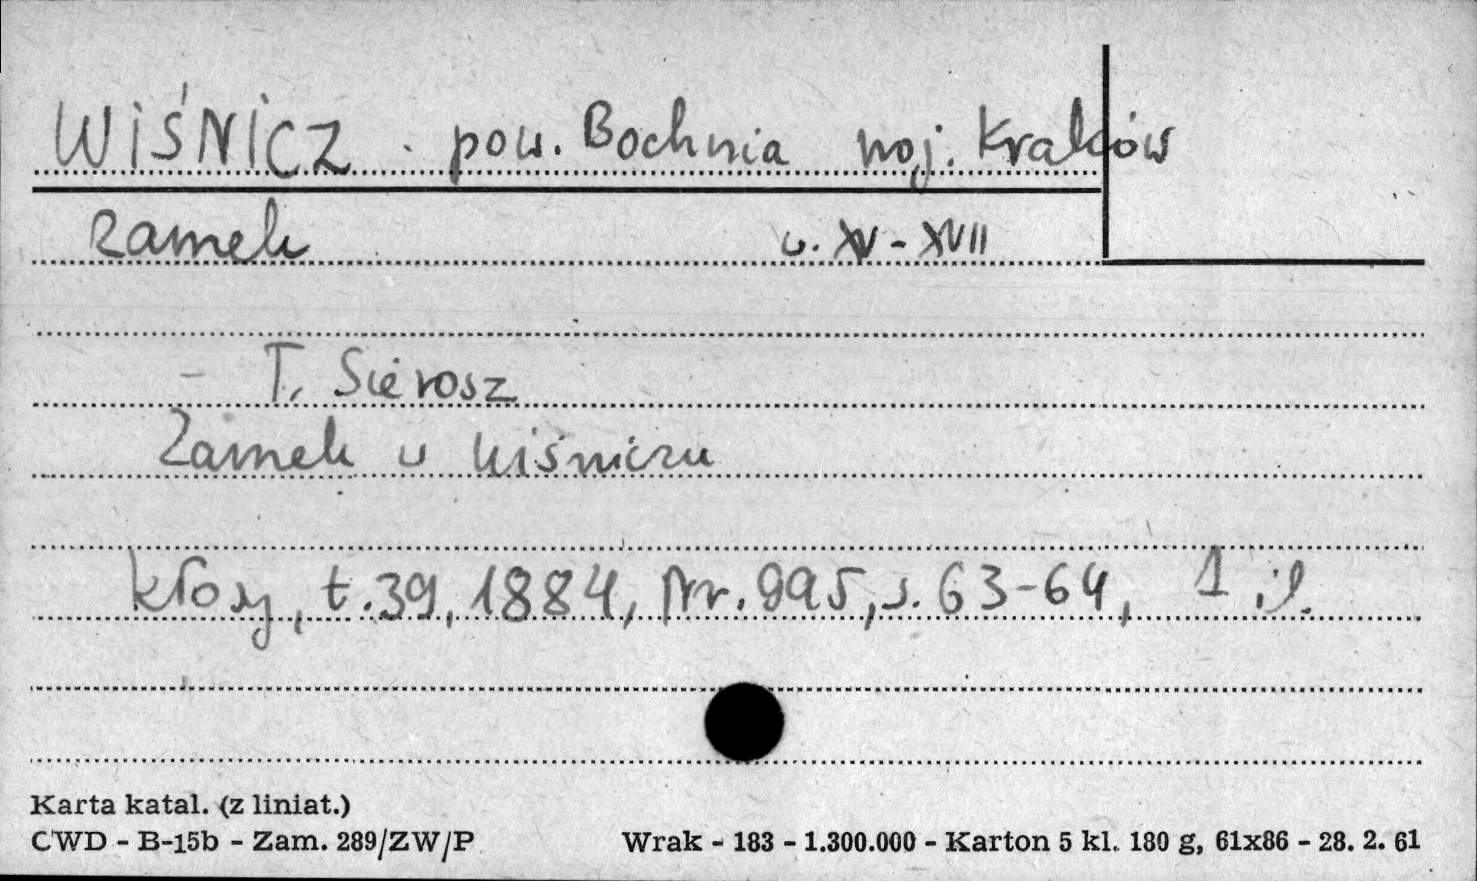 WIŚNICZ . pow. Bochnia woj. Kraków
Zamek w. XV - XVII
- T. Sierosz
Zamek w Wiśniczu
Kłosy, t. 39, 1884, Nr. 995, s. 63-64, 1 il.
Karta katal. (z liniat.)
CWD - B-15b - Zam. 289/ZW/P Wrak - 183 - 1.300.000 - Karton 5 kl. 180 g, 61x86 - 28. 2. 61